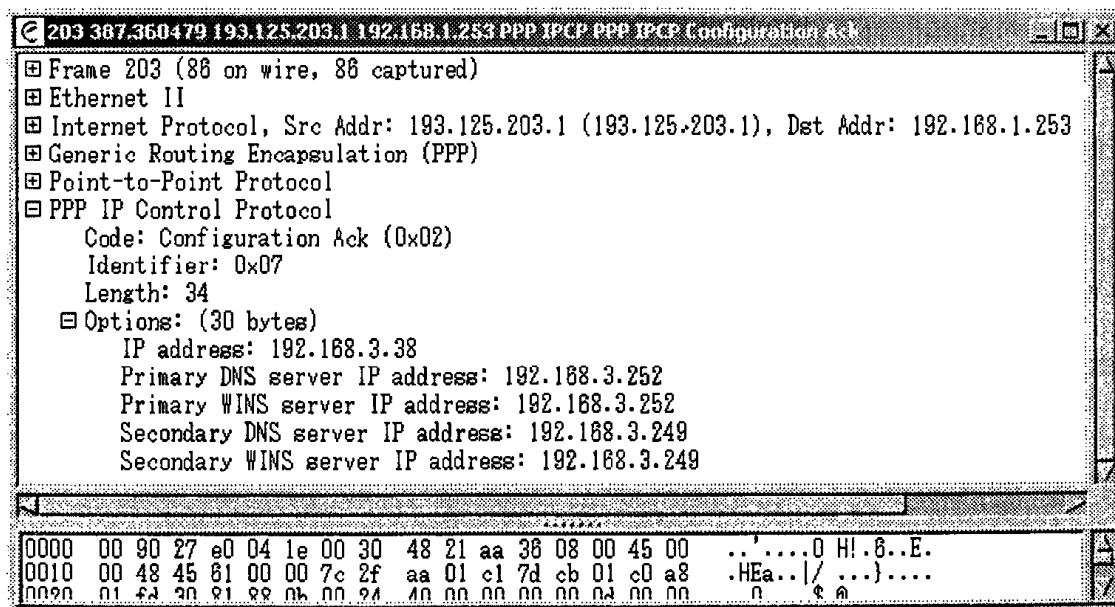 203 387.360479 193.125.203.1 192.168.1.253 PPP IPCP PPP IPCP Configuration Ack
Frame 203 (86 on wire, 86 captured)
Ethernet II
Internet Protocol, Src Addr: 193.125.203.1 (193.125.203.1), Dst Addr: 192.168.1.253
Generic Routing Encapsulation (PPP)
Point-to-Point Protocol
PPP IP Control Protocol
Code: Configuration Ack (0x02)
Identifier: 0x07
Length: 34
Options: (30 bytes)
IP address: 192.168.3.38
Primary DNS server IP address: 192.168.3.252
Primary WINS server IP address: 192.168.3.252
Secondary DNS server IP address: 192.168.3.249
Secondary WINS server IP address: 192.168.3.249
0000 00 90 27 e0 04 1e 00 30 48 21 aa 36 08 00 45 00 ..'....0 H!.6..E.
0010 00 48 45 61 00 00 7c 2f aa 01 c1 7d cb 01 c0 a8 .HEa..|/ ...}....